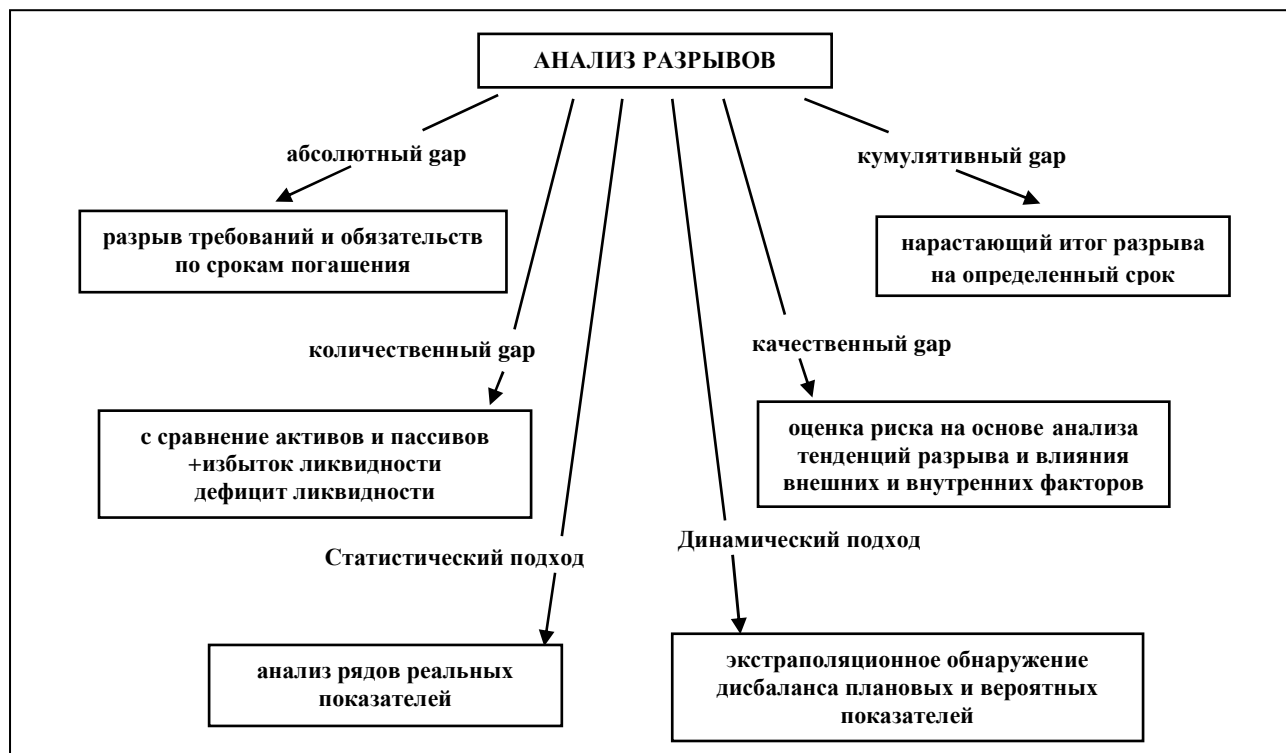 АНАЛИЗ РАЗРЫВОВ
абсолютный gap
кумулятивный gap
разрыв требований и обязательств
по срокам погашения
нарастающий итог разрыва
на определенный срок
количественный gap
качественный gap
с сравнение активов и пассивов
+избыток ликвидности
дефицит ликвидности
оценка риска на основе анализа
тенденций разрыва и влияния
внешних и внутренних факторов
Статистический подход
Динамический подход
анализ рядов реальных
показателей
экстраполяционное обнаружение
дисбаланса плановых и вероятных
показателей